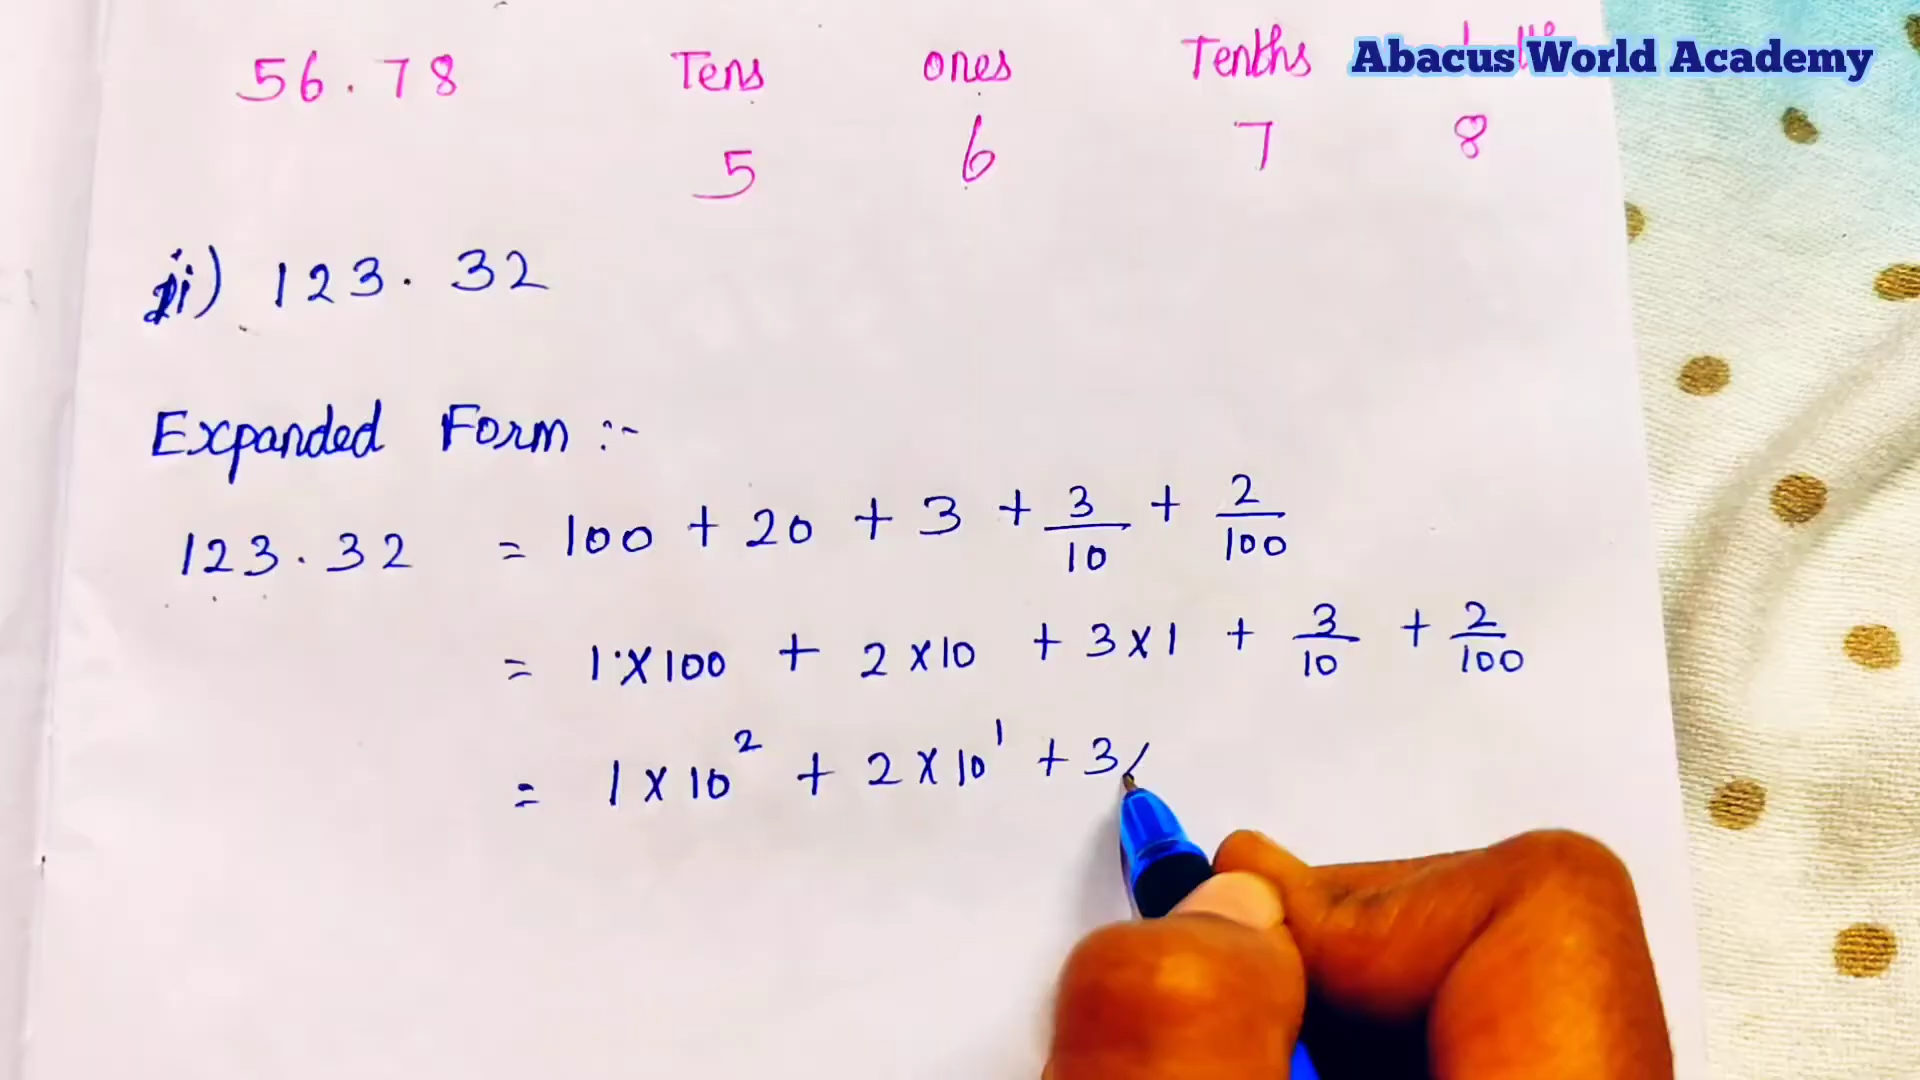 56.78 Tens ones Tenths
Abacus World Academy
5 6 7 8
ii) 123.32
Expanded Form :-
123.32 = 100 + 20 + 3 + 3/10 + 2/100
= 1×100 + 2×10 + 3×1 + 3/10 + 2/100
= 1×10² + 2×10¹ + 3